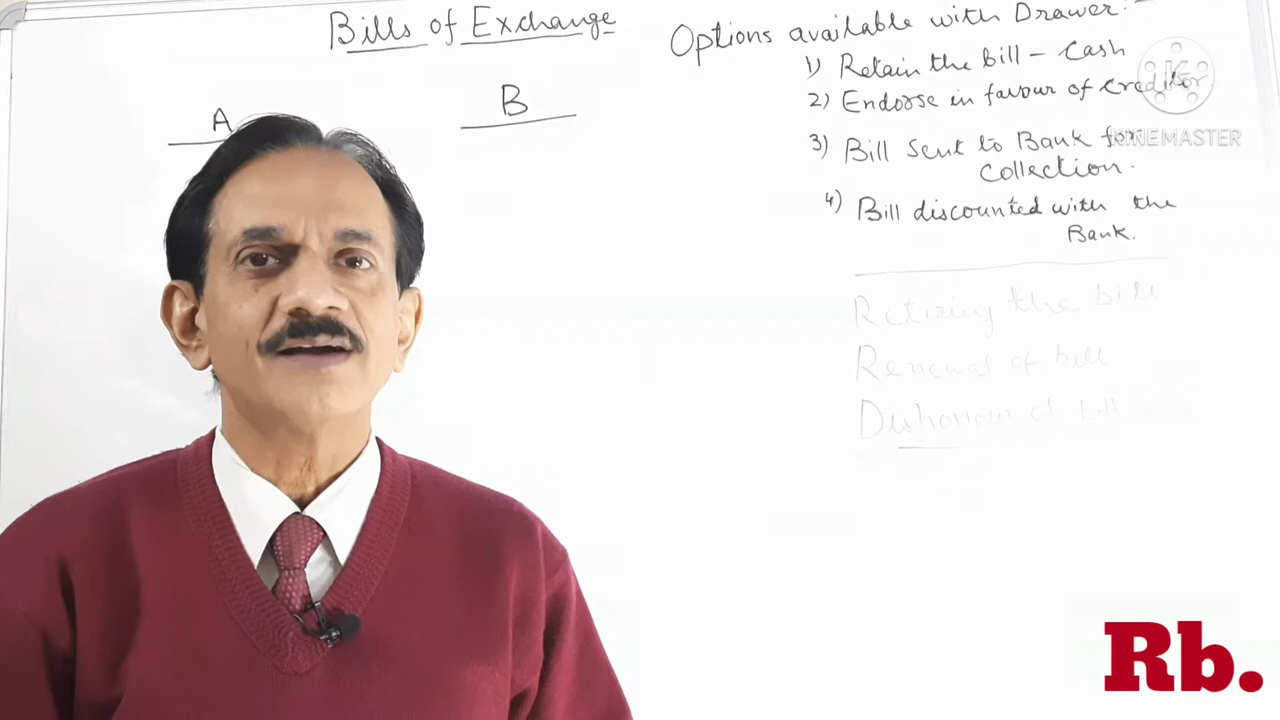 Bills of Exchange
A
B
Options available with Drawer:-
1) Retain the bill - Cash
2) Endorse in favour of Creditor
3) Bill sent to Bank for
Collection.
4) Bill discounted with the
Bank.
Retiring the bill
Renewal of bill
Dishonour of bill
KINEMASTER
Rb.